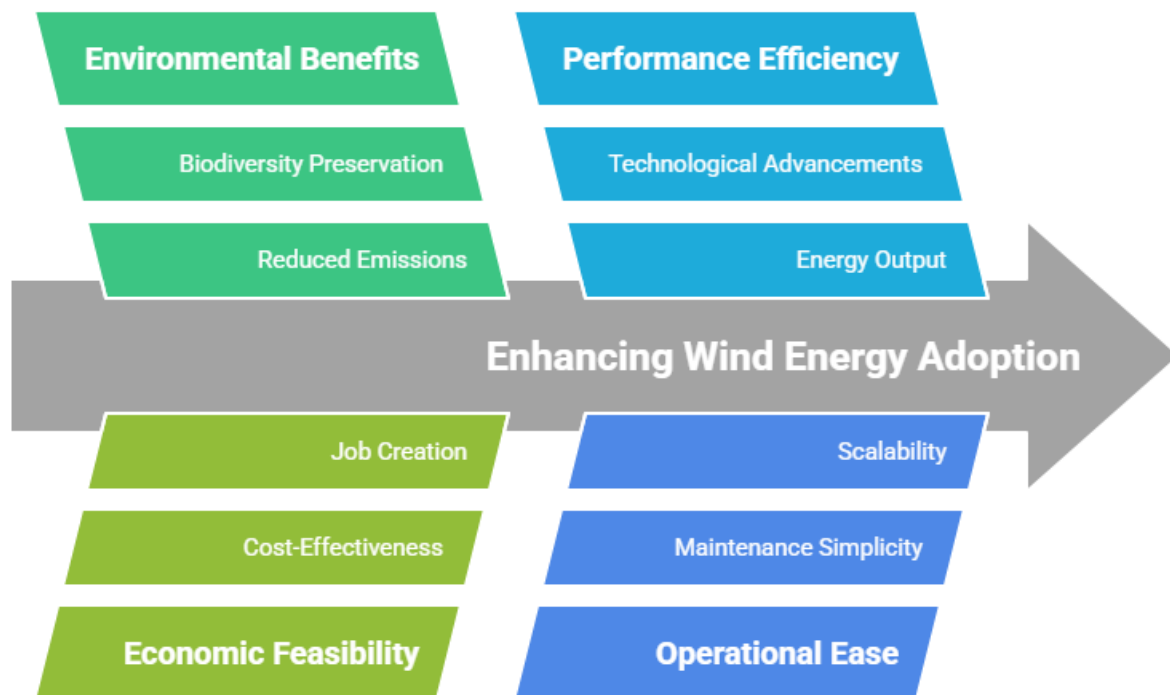 Environmental Benefits
Performance Efficiency
Biodiversity Preservation
Technological Advancements
Reduced Emissions
Energy Output
Enhancing Wind Energy Adoption
Job Creation
Scalability
Cost-Effectiveness
Maintenance Simplicity
Economic Feasibility
Operational Ease